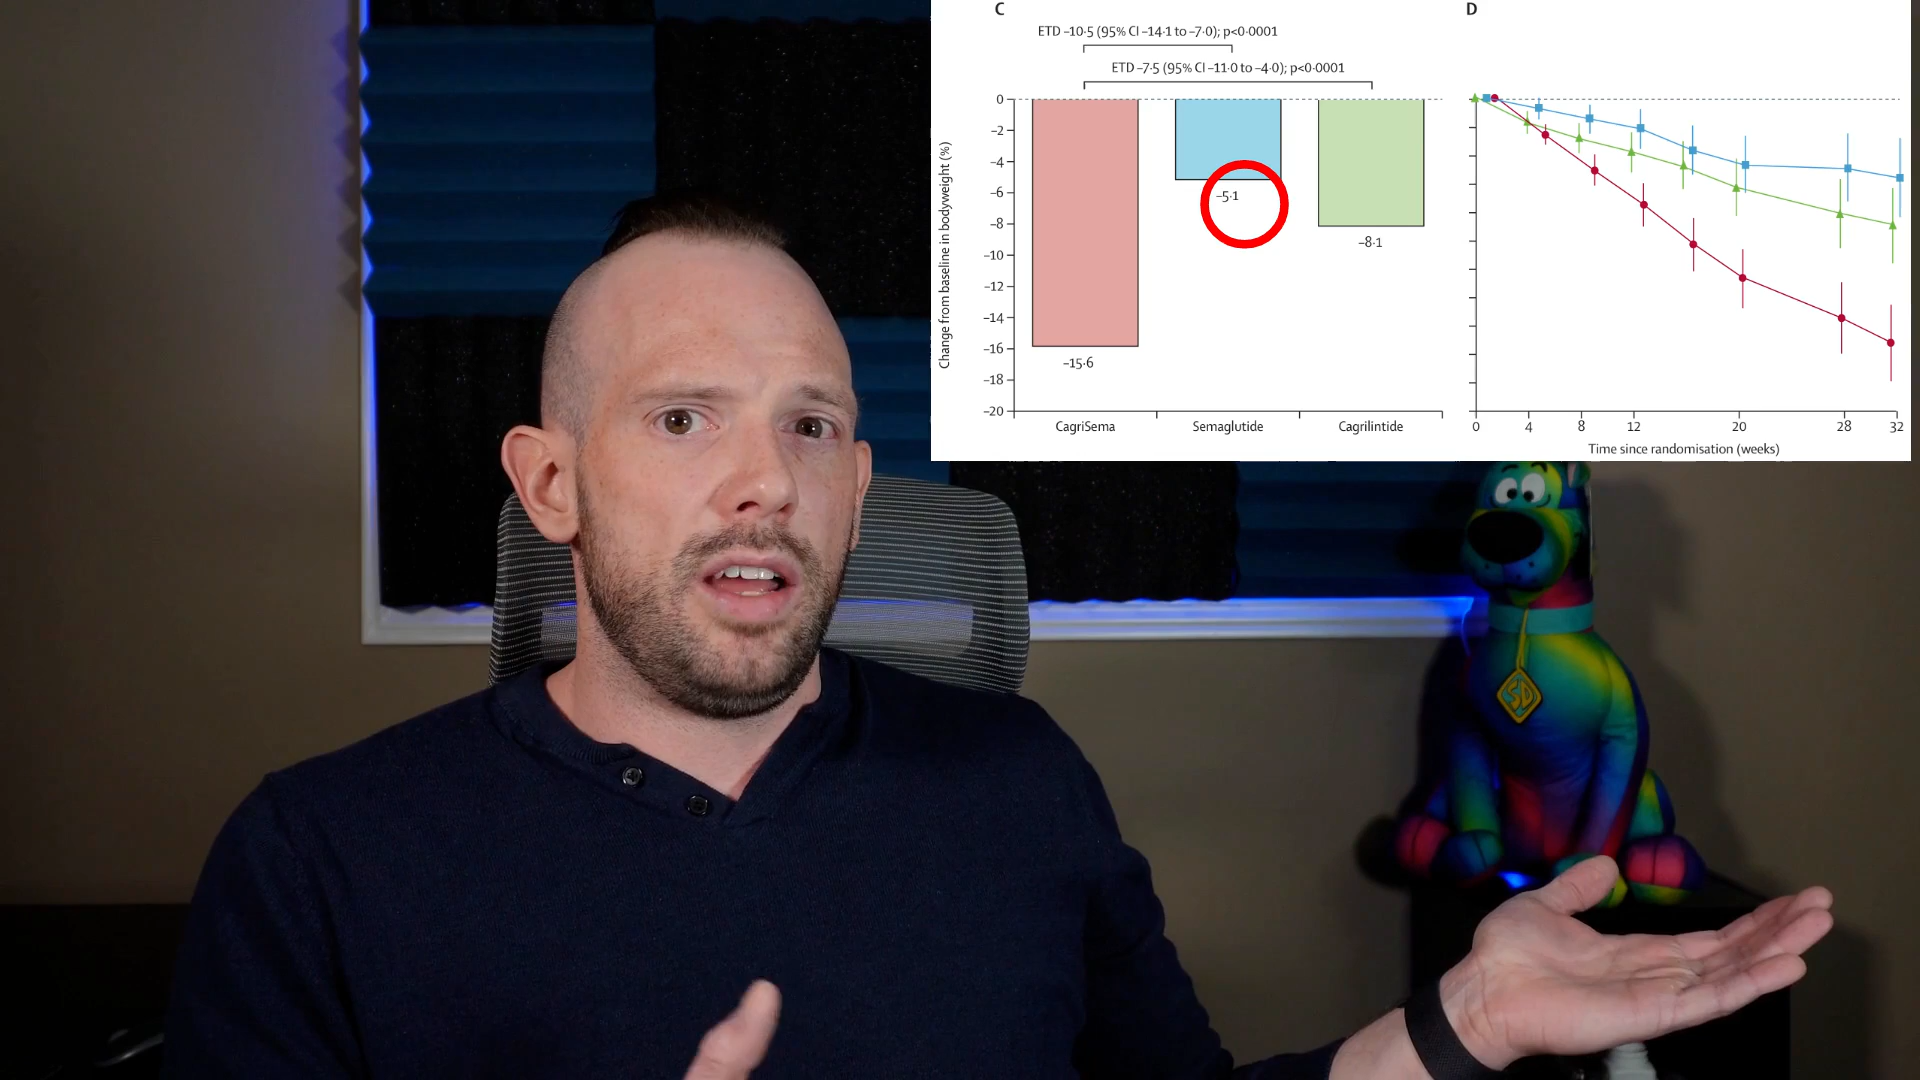 C
ETD –10·5 (95% CI –14·1 to –7·0); p<0·0001
ETD –7·5 (95% CI –11·0 to –4·0); p<0·0001
Change from baseline in bodyweight (%)
0
–2
–4
–6
–8
–10
–12
–14
–16
–18
–20
–15·6
–5·1
–8·1
CagriSema
Semaglutide
Cagrilintide
D
0 4 8 12 20 28 32
Time since randomisation (weeks)
SD